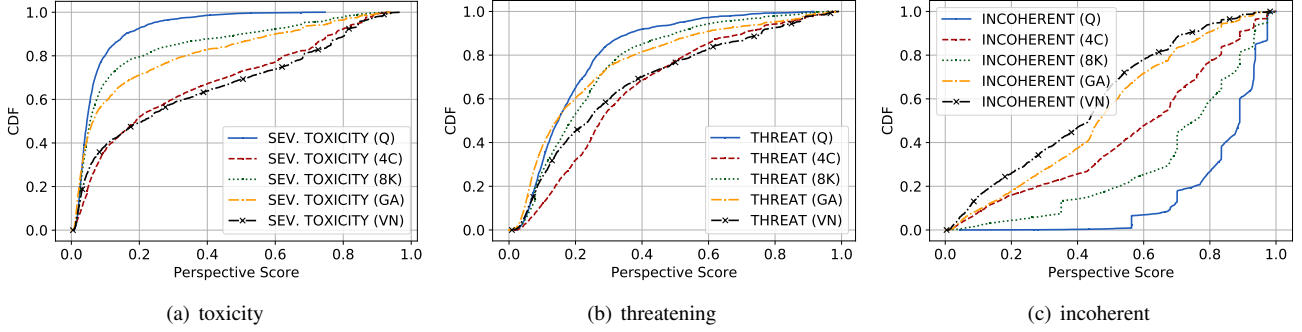 CDF
1.0
0.8
0.6
0.4
0.2
0.0
SEV. TOXICITY (Q)
SEV. TOXICITY (4C)
SEV. TOXICITY (8K)
SEV. TOXICITY (GA)
SEV. TOXICITY (VN)
0.0 0.2 0.4 0.6 0.8 1.0
Perspective Score
(a) toxicity
CDF
1.0
0.8
0.6
0.4
0.2
0.0
THREAT (Q)
THREAT (4C)
THREAT (8K)
THREAT (GA)
THREAT (VN)
0.0 0.2 0.4 0.6 0.8 1.0
Perspective Score
(b) threatening
CDF
1.0
0.8
0.6
0.4
0.2
0.0
INCOHERENT (Q)
INCOHERENT (4C)
INCOHERENT (8K)
INCOHERENT (GA)
INCOHERENT (VN)
0.0 0.2 0.4 0.6 0.8 1.0
Perspective Score
(c) incoherent